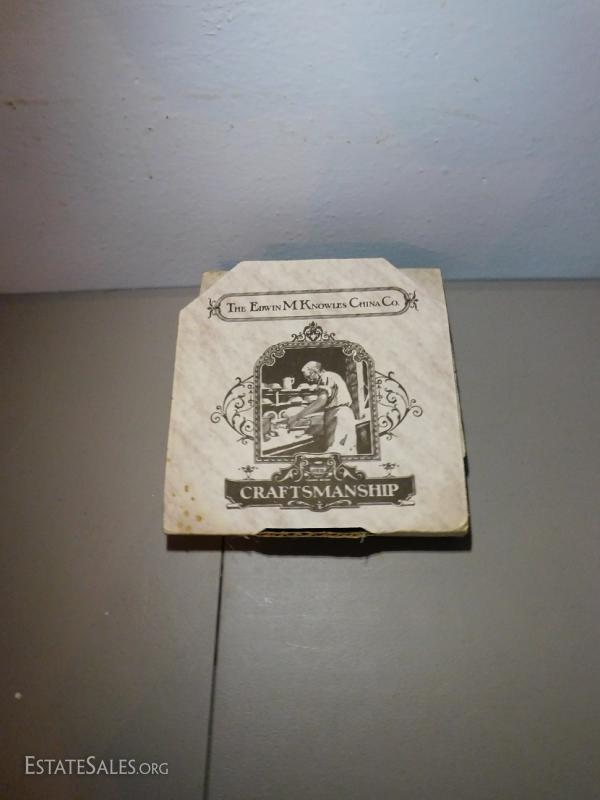 The Edwin M. Knowles China Co.
CRAFTSMANSHIP
EstateSales.org